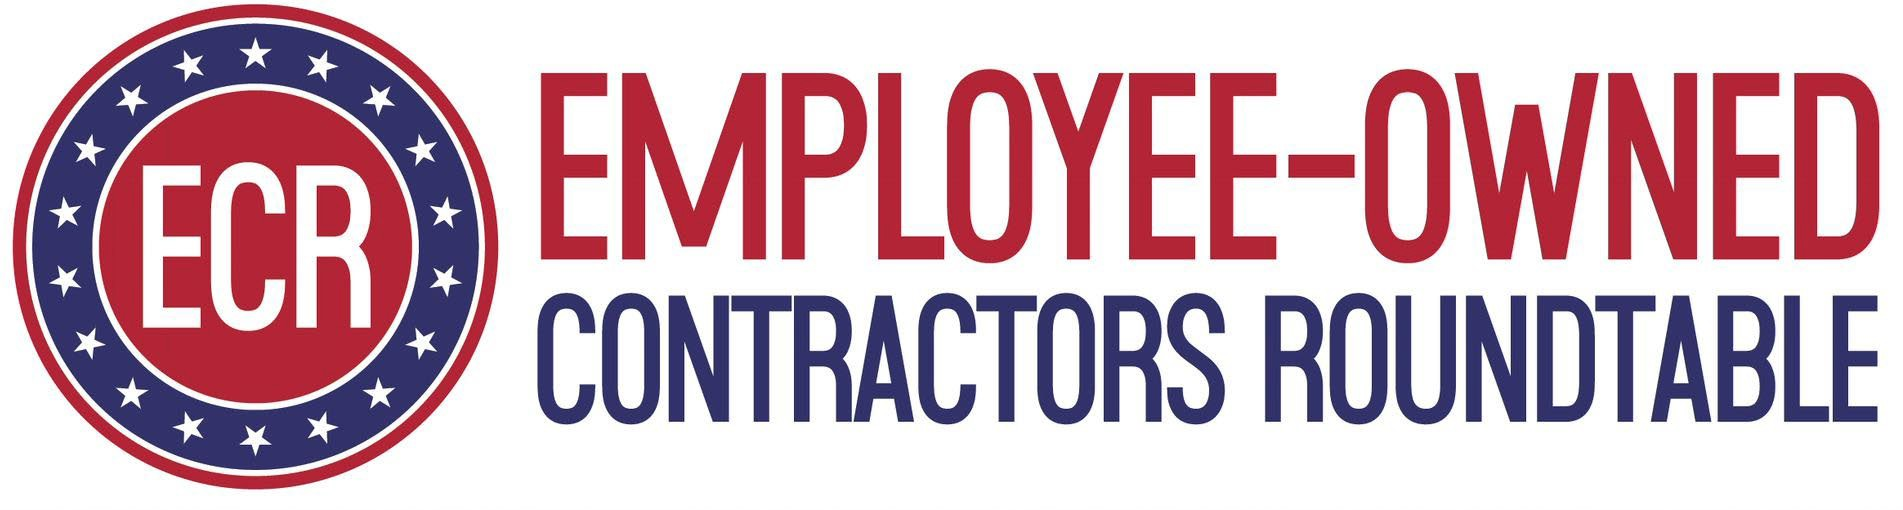 ECR
EMPLOYEE-OWNED
CONTRACTORS ROUNDTABLE